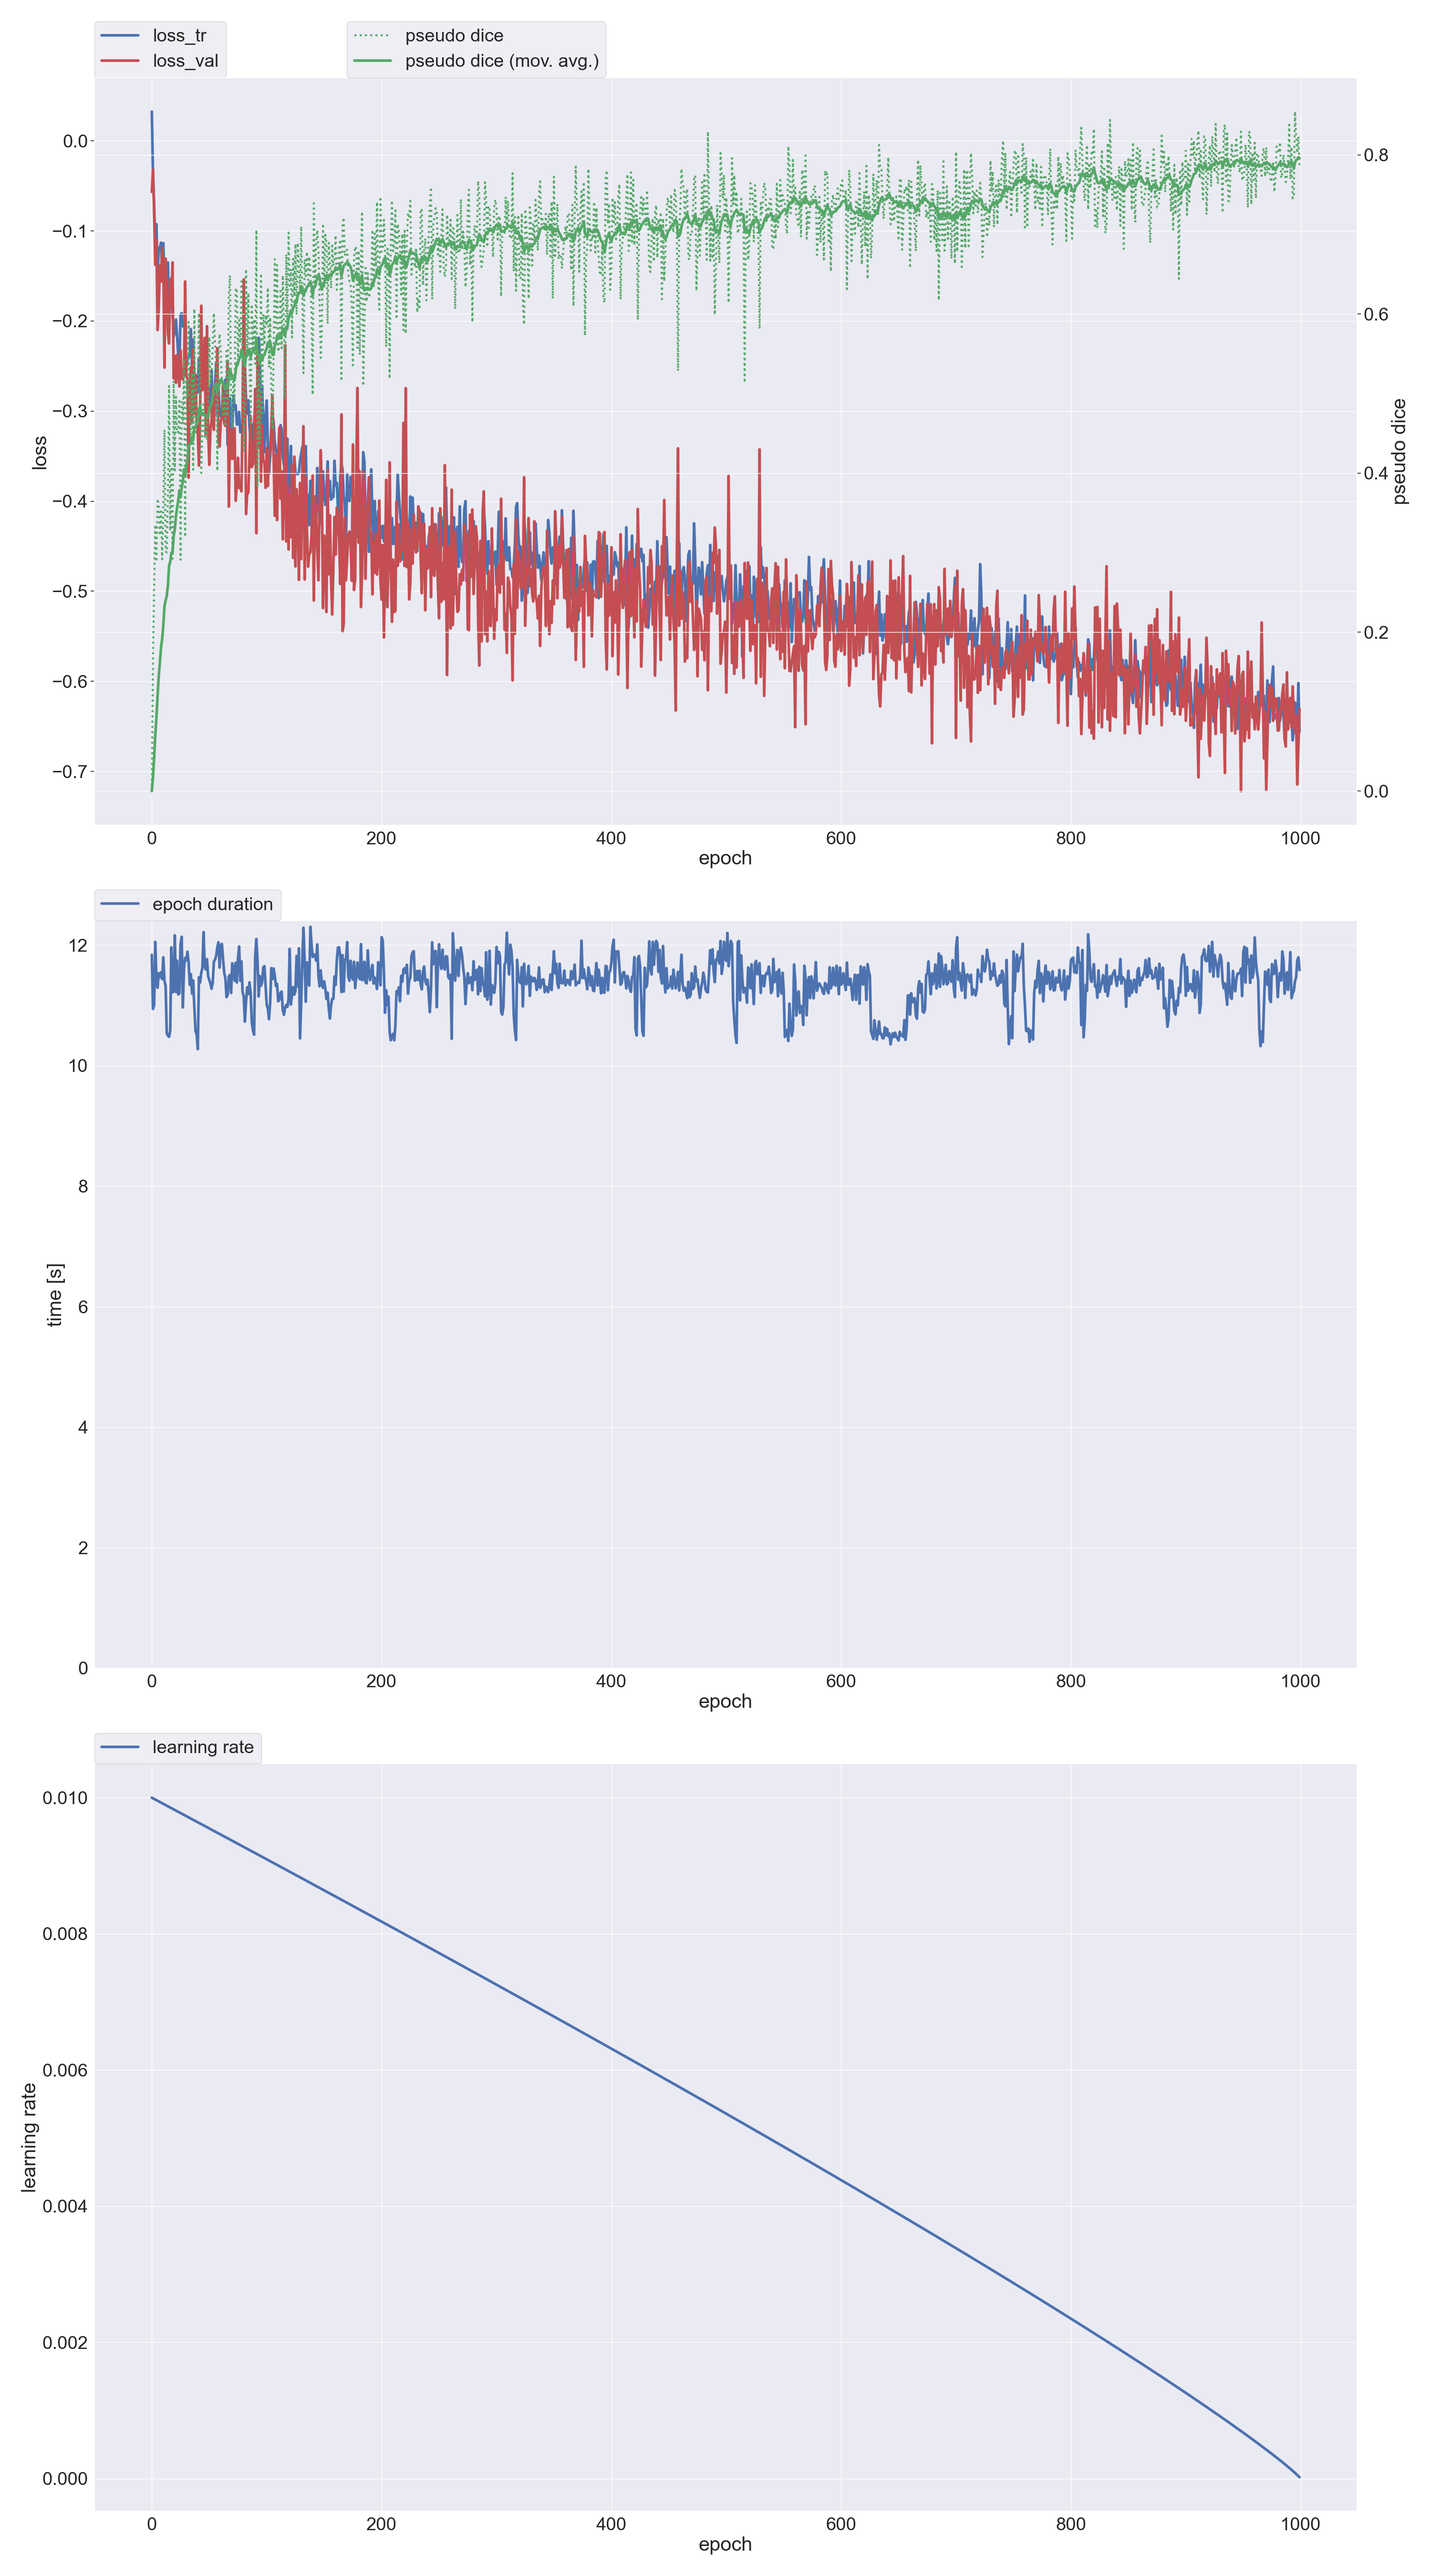 loss_tr
loss_val
pseudo dice
pseudo dice (mov. avg.)
0.0
−0.1
−0.2
−0.3
−0.4
−0.5
−0.6
−0.7
loss
0.8
0.6
0.4
0.2
0.0
pseudo dice
0 200 400 600 800 1000
epoch
epoch duration
12
10
8
6
4
2
0
time [s]
0 200 400 600 800 1000
epoch
learning rate
0.010
0.008
0.006
0.004
0.002
0.000
learning rate
0 200 400 600 800 1000
epoch